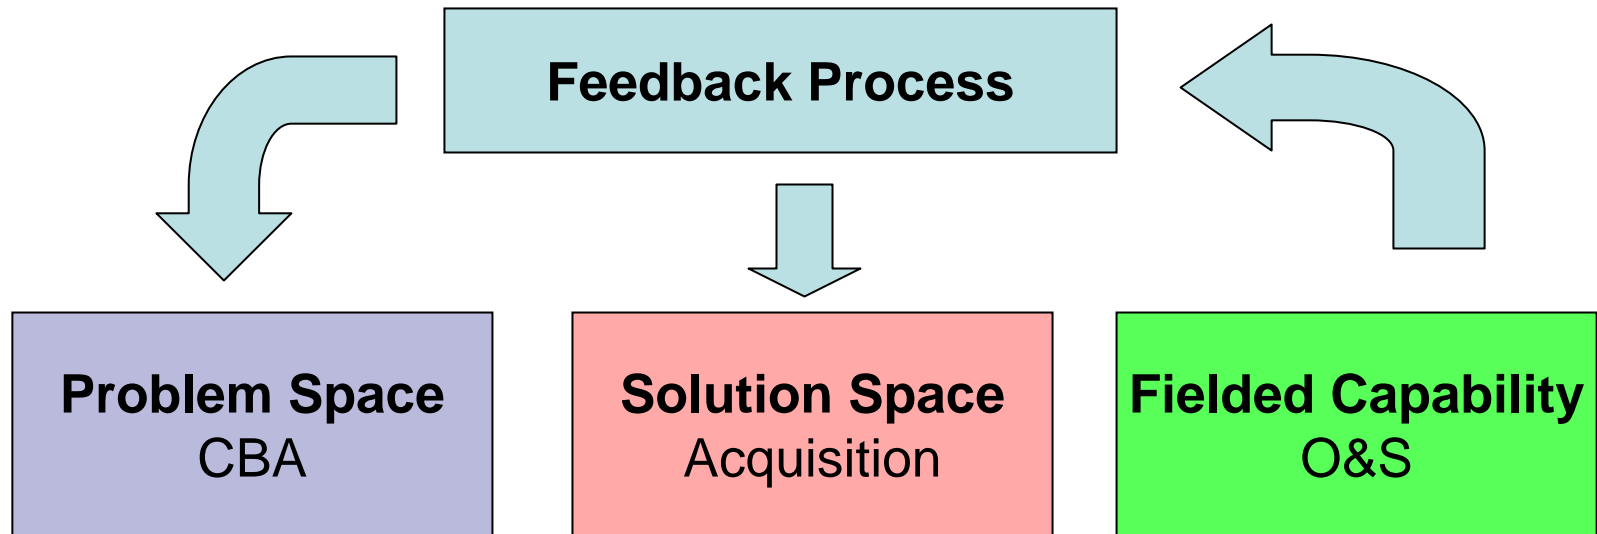 Feedback Process
Problem Space
CBA
Solution Space
Acquisition
Fielded Capability
O&S